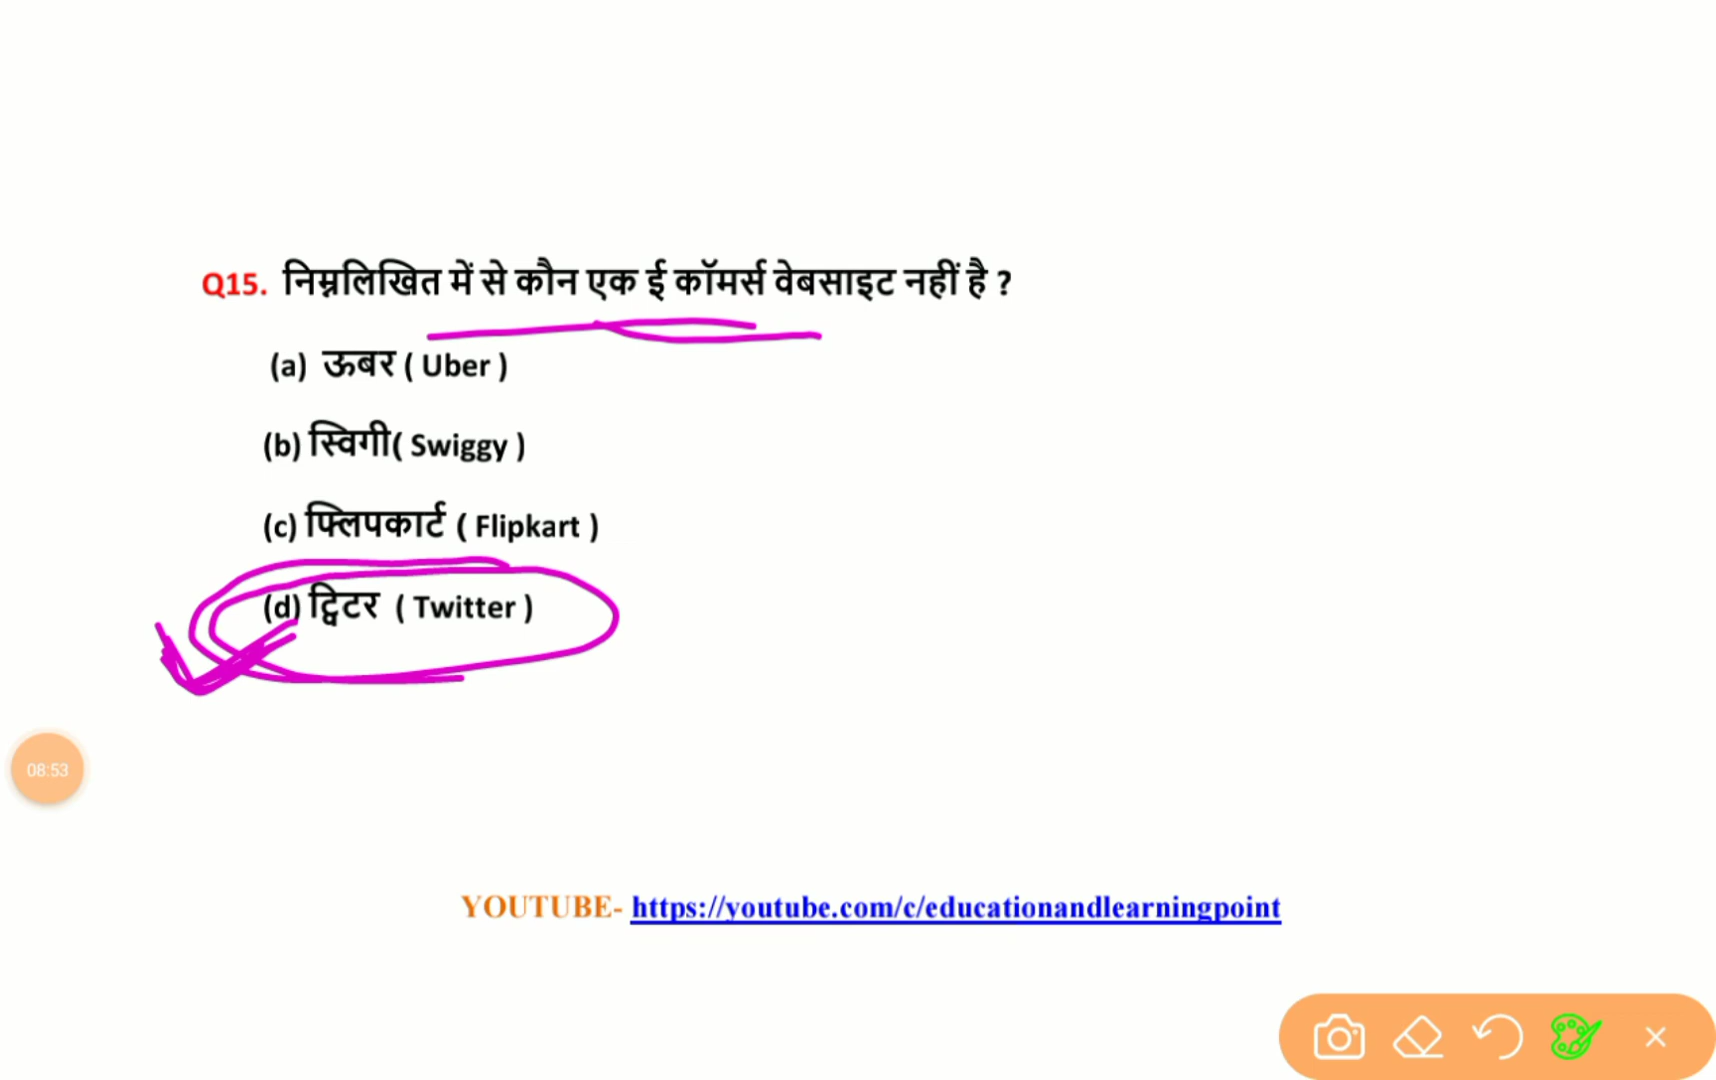 Q15. निम्नलिखित में से कौन एक ई कॉमर्स वेबसाइट नहीं है ?
(a) ऊबर ( Uber )
(b) स्विगी( Swiggy )
(c) फ्लिपकार्ट ( Flipkart )
(d) ट्विटर ( Twitter )
08:53
YOUTUBE- https://youtube.com/c/educationandlearningpoint